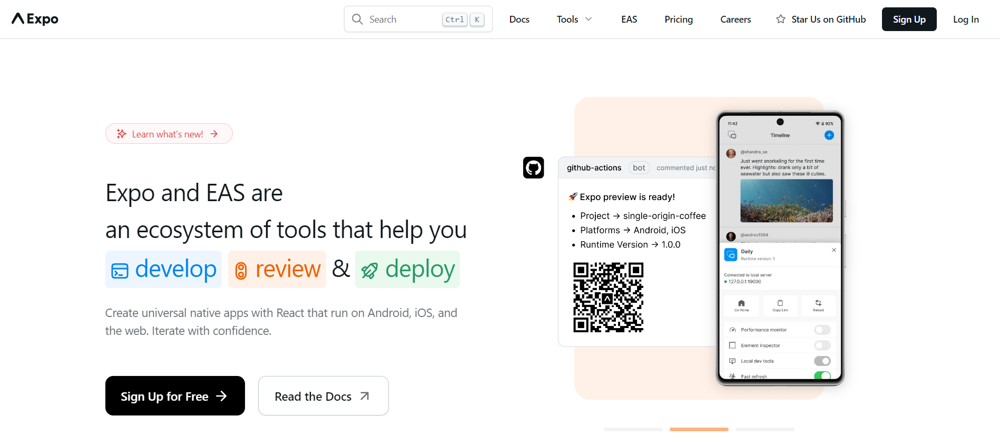 Expo
Search
Ctrl K
Docs
Tools
EAS
Pricing
Careers
Star Us on GitHub
Sign Up
Log In
Learn what's new!
Expo and EAS are
an ecosystem of tools that help you
develop review & deploy
Create universal native apps with React that run on Android, iOS, and
the web. Iterate with confidence.
Sign Up for Free
Read the Docs
github-actions bot commented just
Expo preview is ready!
• Project → single-origin-coffee
• Platforms → Android, iOS
• Runtime Version → 1.0.0
11:42
92%
Timeline
@shandra_se
Just went snorkeling for the first time
ever. Highlights: drank only a bit of
seawater but also saw these lil cuties.
@andres1994
Daily
Runtime version: 1
Connected to local server
127.0.0.1:19000
Go Home
Copy Link
Reload
Performance monitor
Element inspector
Local dev tools
Fast refresh